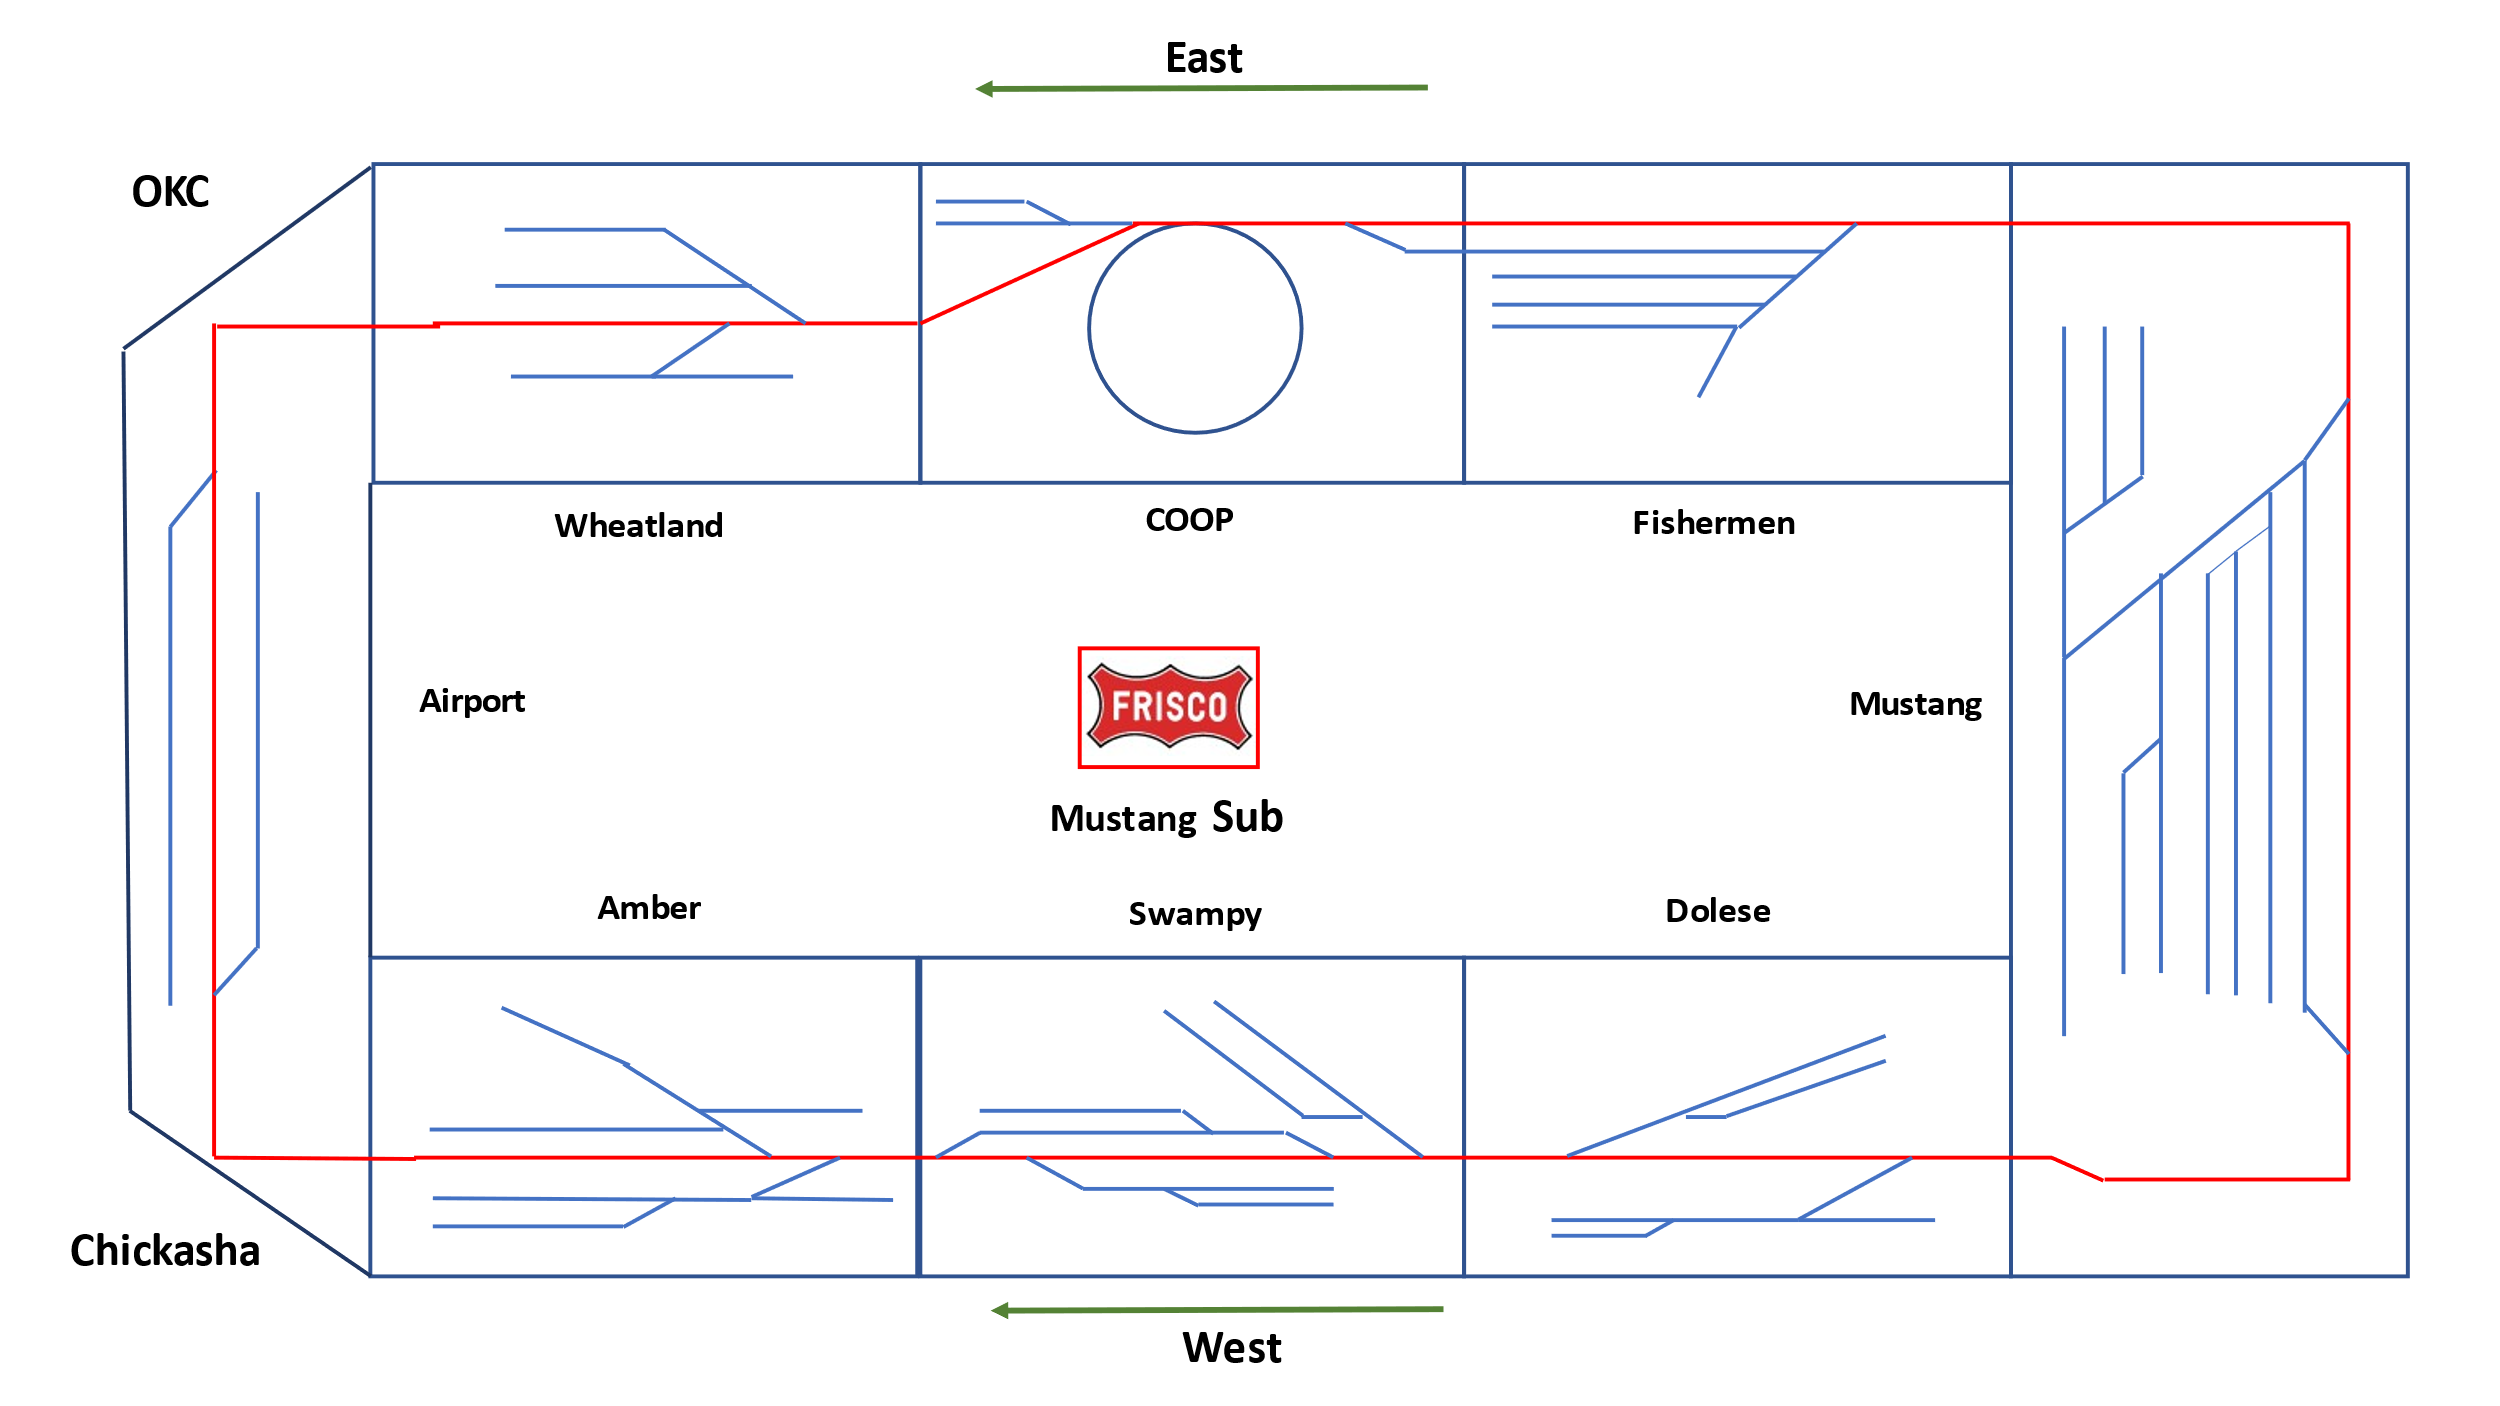 East
OKC
Wheatland
COOP
Fishermen
Airport
FRISCO
Mustang
Mustang Sub
Amber
Swampy
Dolese
Chickasha
West